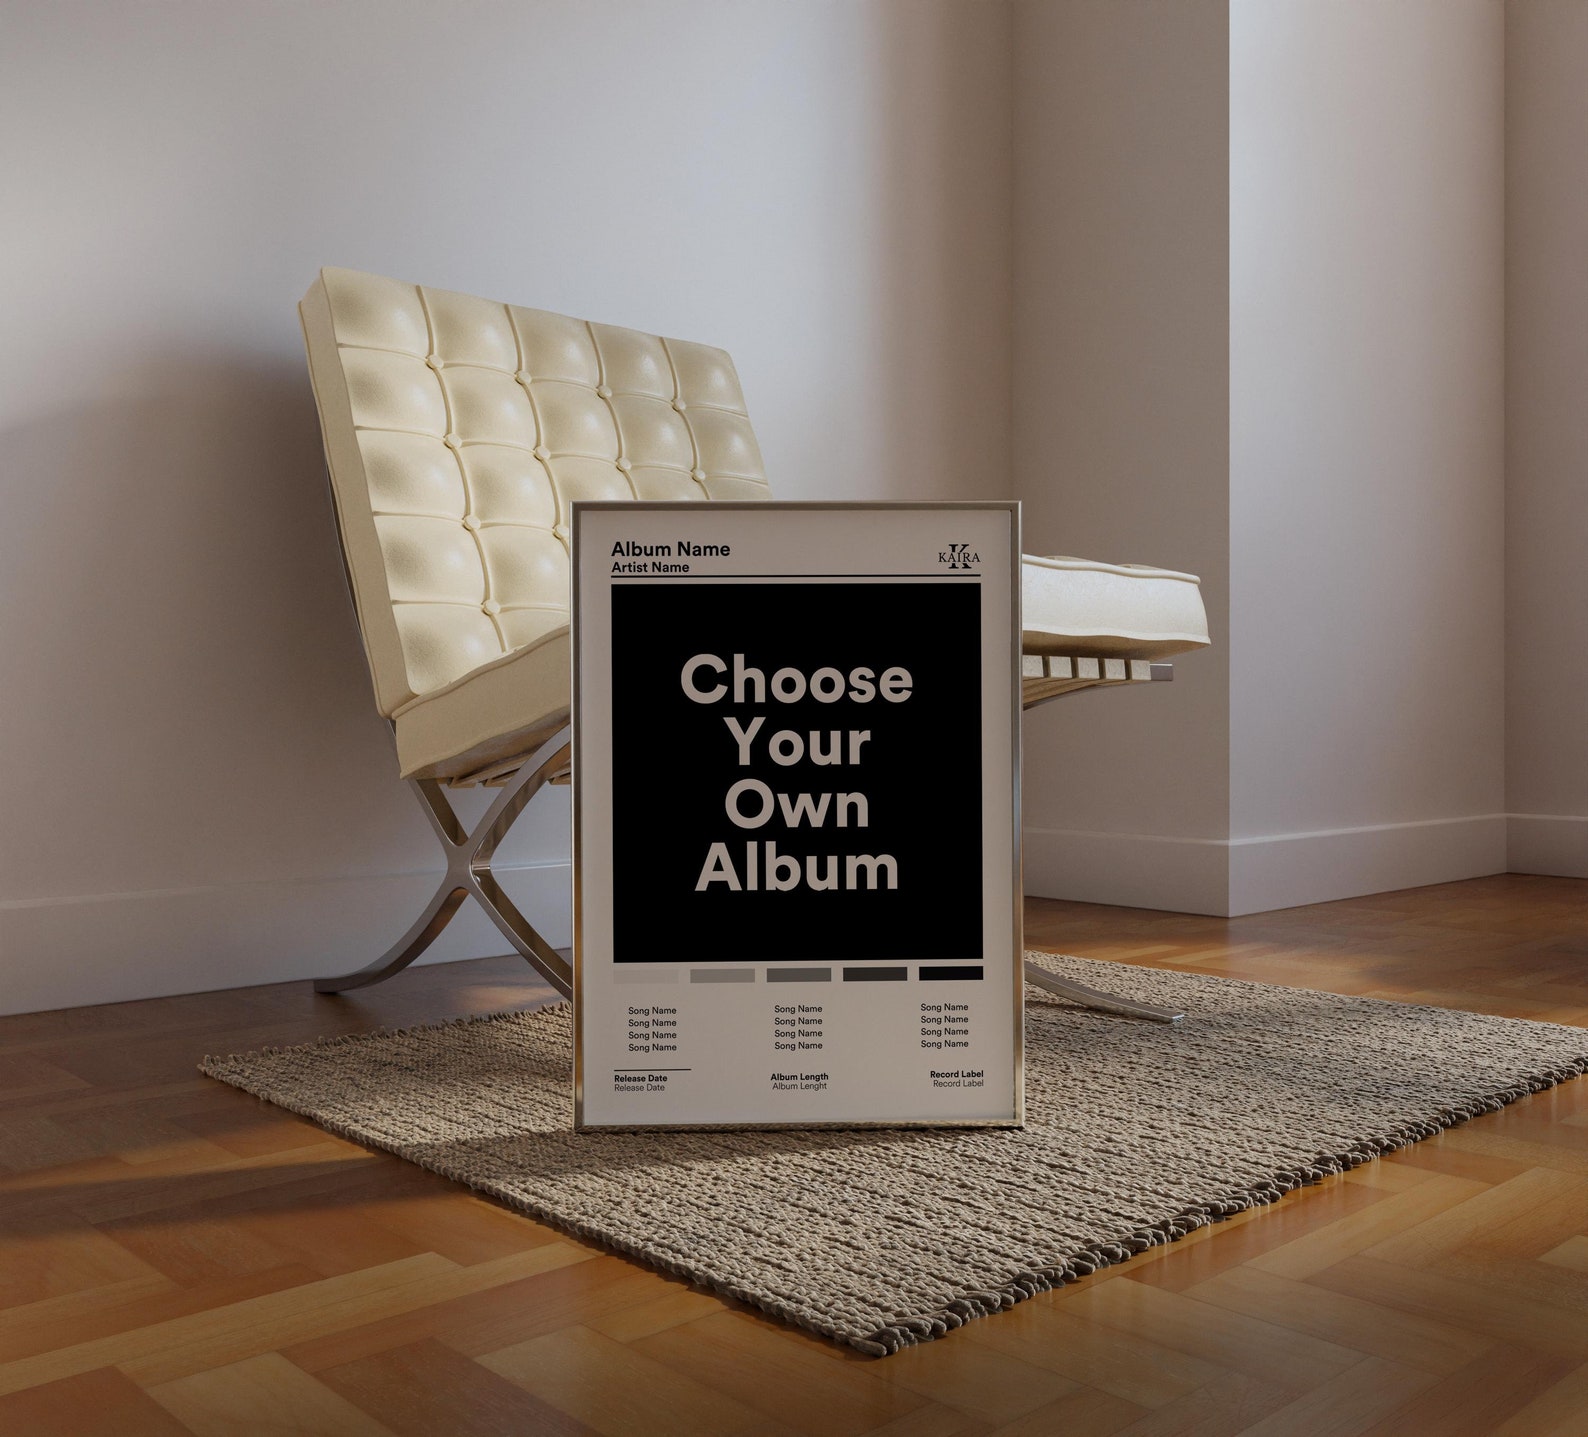 Album Name
Artist Name
K
KAIRA
Choose
Your
Own
Album
Song Name
Song Name
Song Name
Song Name
Song Name
Song Name
Song Name
Song Name
Song Name
Song Name
Song Name
Song Name
Release Date
Release Date
Album Length
Album Lenght
Record Label
Record Label